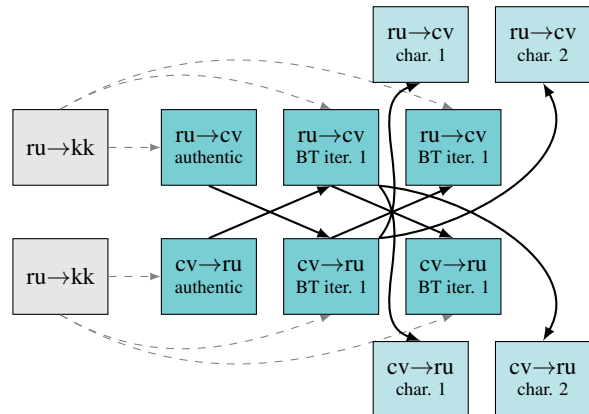 ru→cv
char. 1
ru→cv
char. 2
ru→kk
ru→cv
authentic
ru→cv
BT iter. 1
ru→cv
BT iter. 1
ru→kk
cv→ru
authentic
cv→ru
BT iter. 1
cv→ru
BT iter. 1
cv→ru
char. 1
cv→ru
char. 2